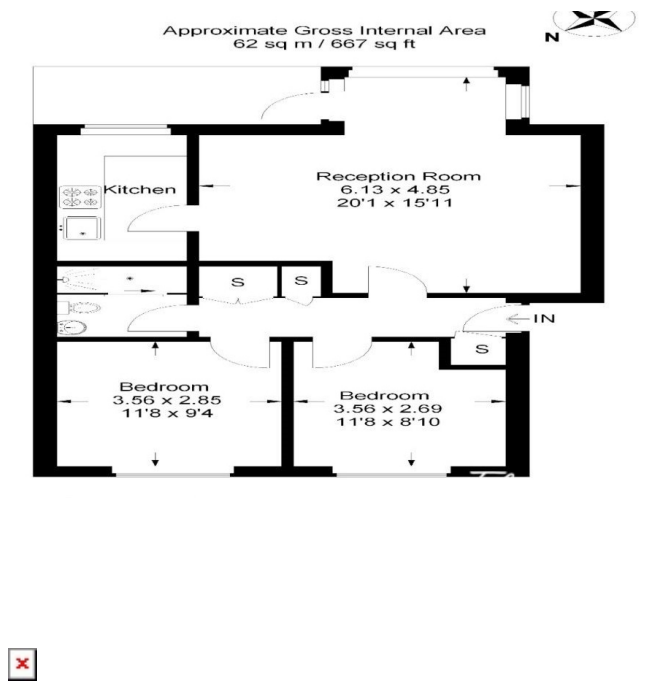 Approximate Gross Internal Area
62 sq m / 667 sq ft
N
Kitchen
Reception Room
6.13 x 4.85
20'1 x 15'11
S
S
IN
S
Bedroom
3.56 x 2.85
11'8 x 9'4
Bedroom
3.56 x 2.69
11'8 x 8'10